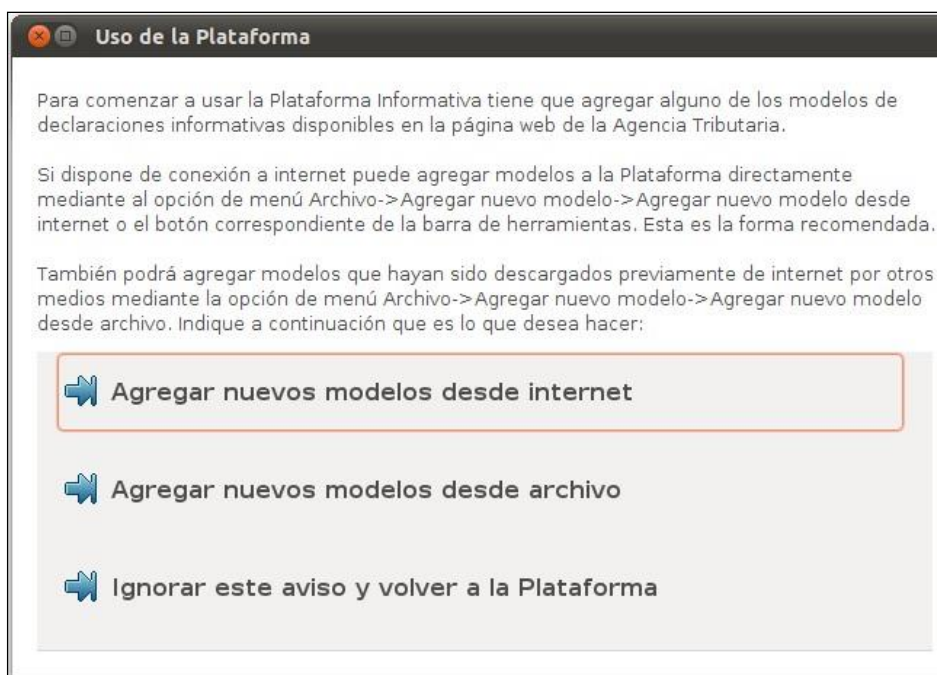 Uso de la Plataforma
Para comenzar a usar la Plataforma Informativa tiene que agregar alguno de los modelos de
declaraciones informativas disponibles en la página web de la Agencia Tributaria.
Si dispone de conexión a internet puede agregar modelos a la Plataforma directamente
mediante al opción de menú Archivo->Agregar nuevo modelo->Agregar nuevo modelo desde
internet o el botón correspondiente de la barra de herramientas. Esta es la forma recomendada.
También podrá agregar modelos que hayan sido descargados previamente de internet por otros
medios mediante la opción de menú Archivo->Agregar nuevo modelo->Agregar nuevo modelo
desde archivo. Indique a continuación que es lo que desea hacer:
Agregar nuevos modelos desde internet
Agregar nuevos modelos desde archivo
Ignorar este aviso y volver a la Plataforma